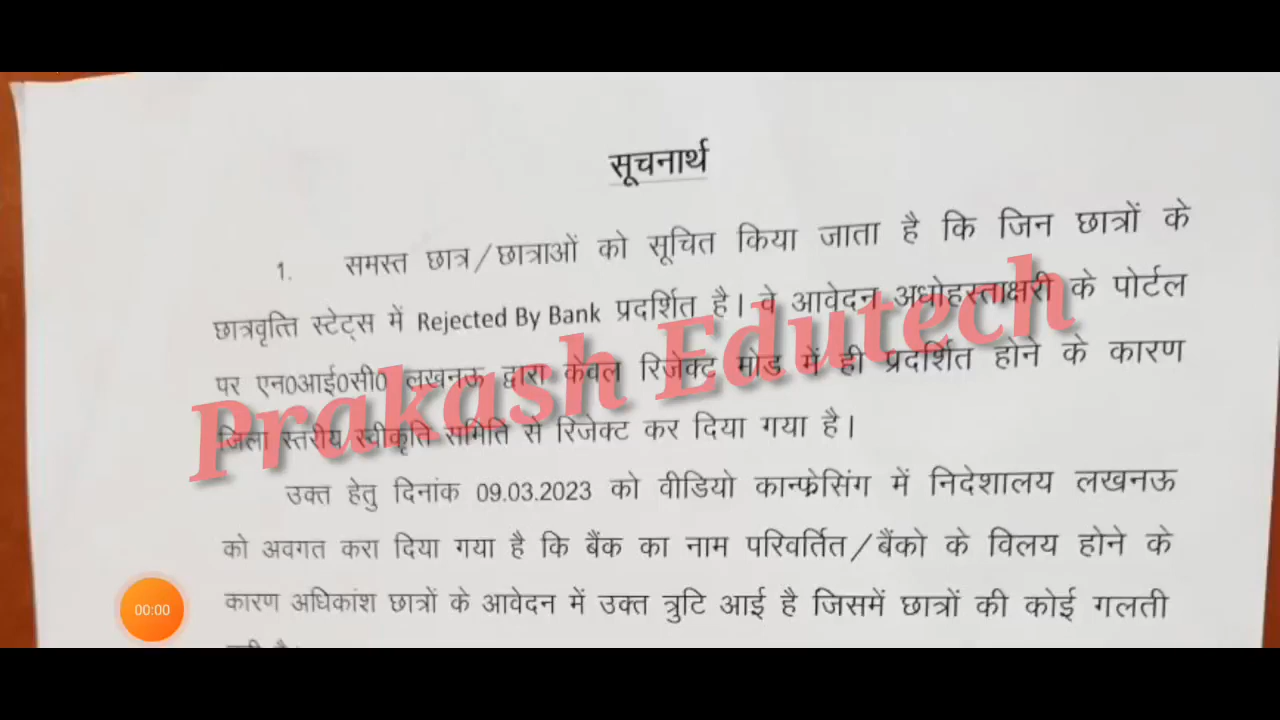 सूचनार्थ
1. समस्त छात्र/छात्राओं को सूचित किया जाता है कि जिन छात्रों के
छात्रवृत्ति स्टेट्स में Rejected By Bank प्रदर्शित है। वे आवेदन अधोहस्ताक्षरी के पोर्टल
पर एन0आई0सी0 लखनऊ द्वारा केवल रिजेक्ट मोड में ही प्रदर्शित होने के कारण
जिला स्तरीय स्वीकृति समिति से रिजेक्ट कर दिया गया है।
Prakash Edutech
उक्त हेतु दिनांक 09.03.2023 को वीडियो कान्फ्रेसिंग में निदेशालय लखनऊ
को अवगत करा दिया गया है कि बैंक का नाम परिवर्तित/बैंको के विलय होने के
कारण अधिकांश छात्रों के आवेदन में उक्त त्रुटि आई है जिसमें छात्रों की कोई गलती
00:00